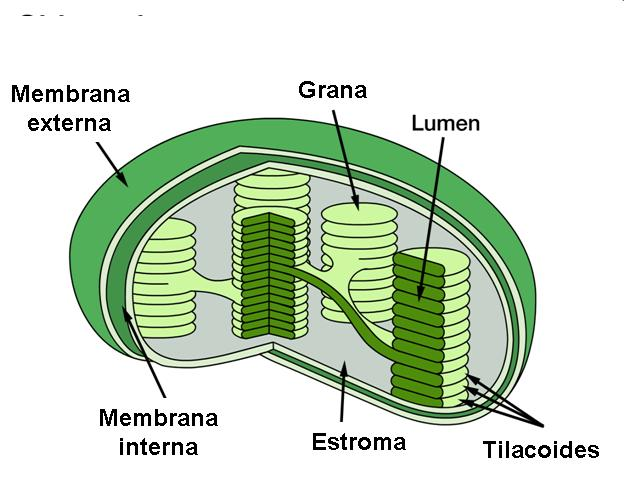 Membrana
externa
Grana
Lumen
Membrana
interna
Estroma
Tilacoides